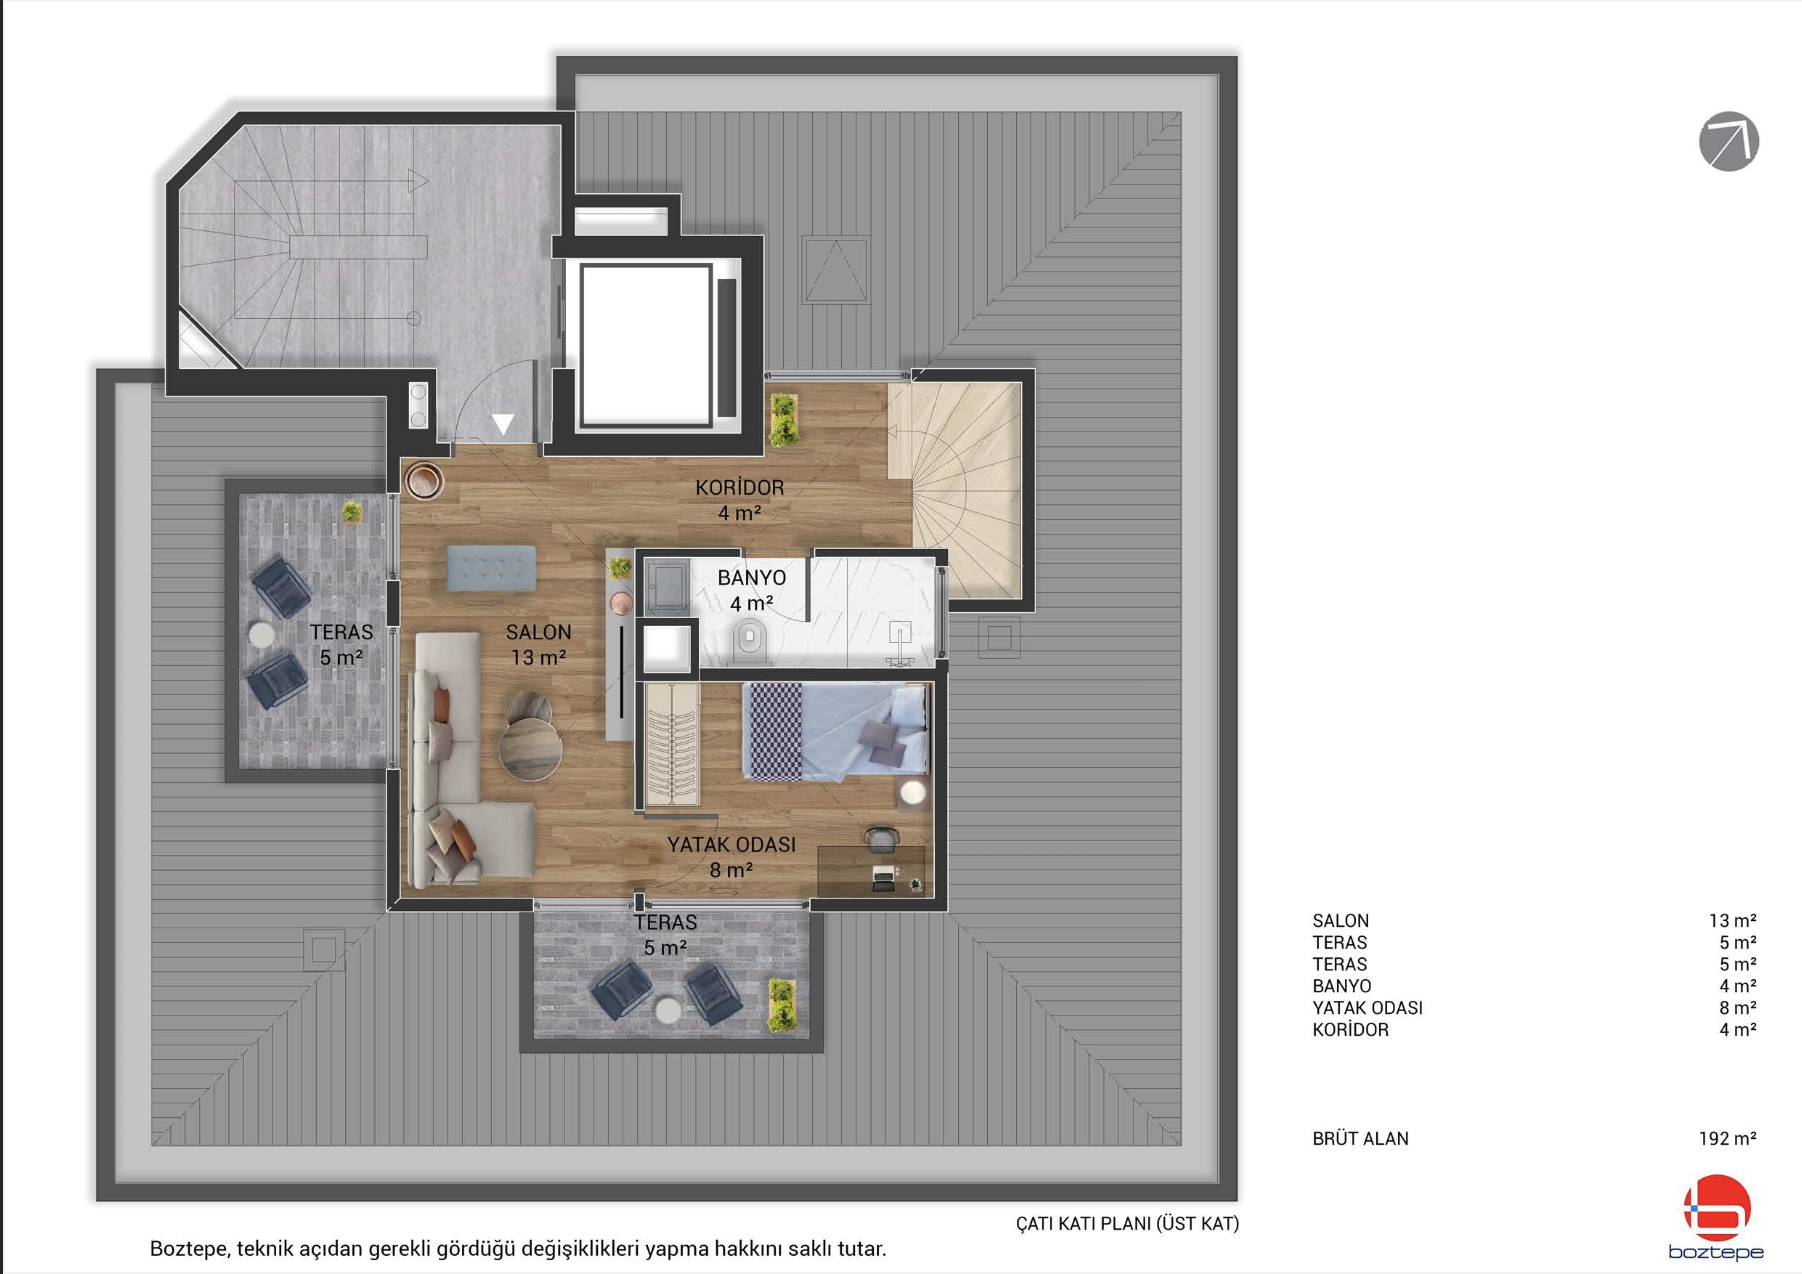 KORİDOR
4 m²
BANYO
4 m²
TERAS
5 m²
SALON
13 m²
YATAK ODASI
8 m²
TERAS
5 m²
SALON 13 m²
TERAS 5 m²
TERAS 5 m²
BANYO 4 m²
YATAK ODASI 8 m²
KORİDOR 4 m²
BRÜT ALAN 192 m²
boztepe
ÇATI KATI PLANI (ÜST KAT)
Boztepe, teknik açıdan gerekli gördüğü değişiklikleri yapma hakkını saklı tutar.